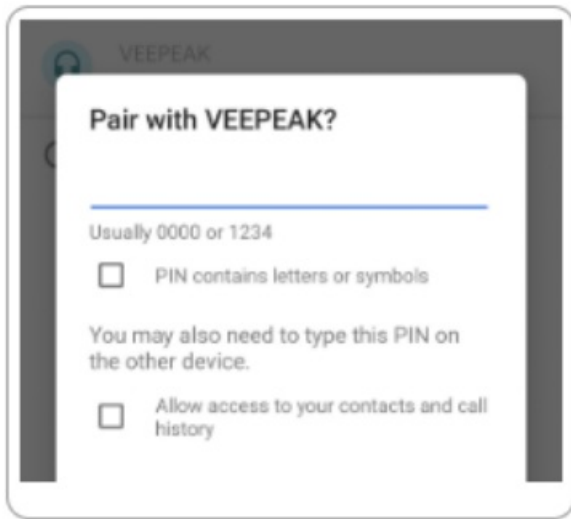 VEEPEAK
Pair with VEEPEAK?
Usually 0000 or 1234
PIN contains letters or symbols
You may also need to type this PIN on
the other device.
Allow access to your contacts and call
history